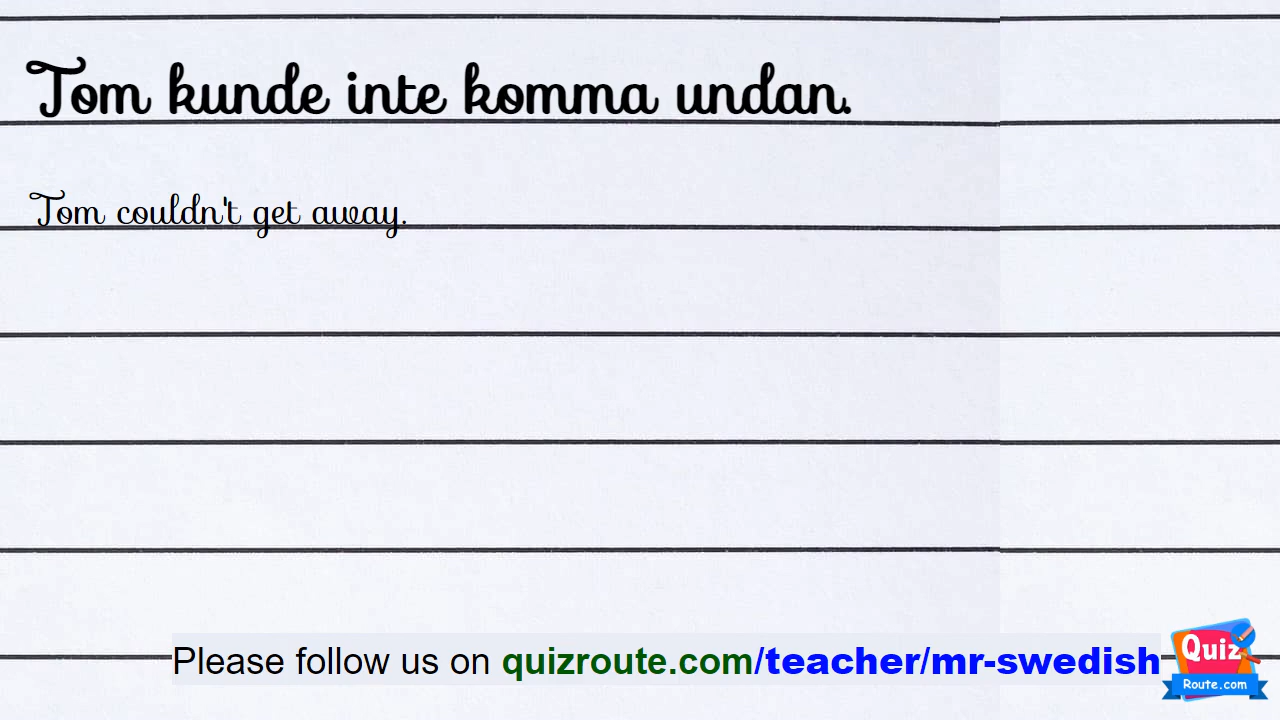 Tom kunde inte komma undan.
Tom couldn't get away.
Please follow us on quizroute.com/teacher/mr-swedish
Quiz
Route.com